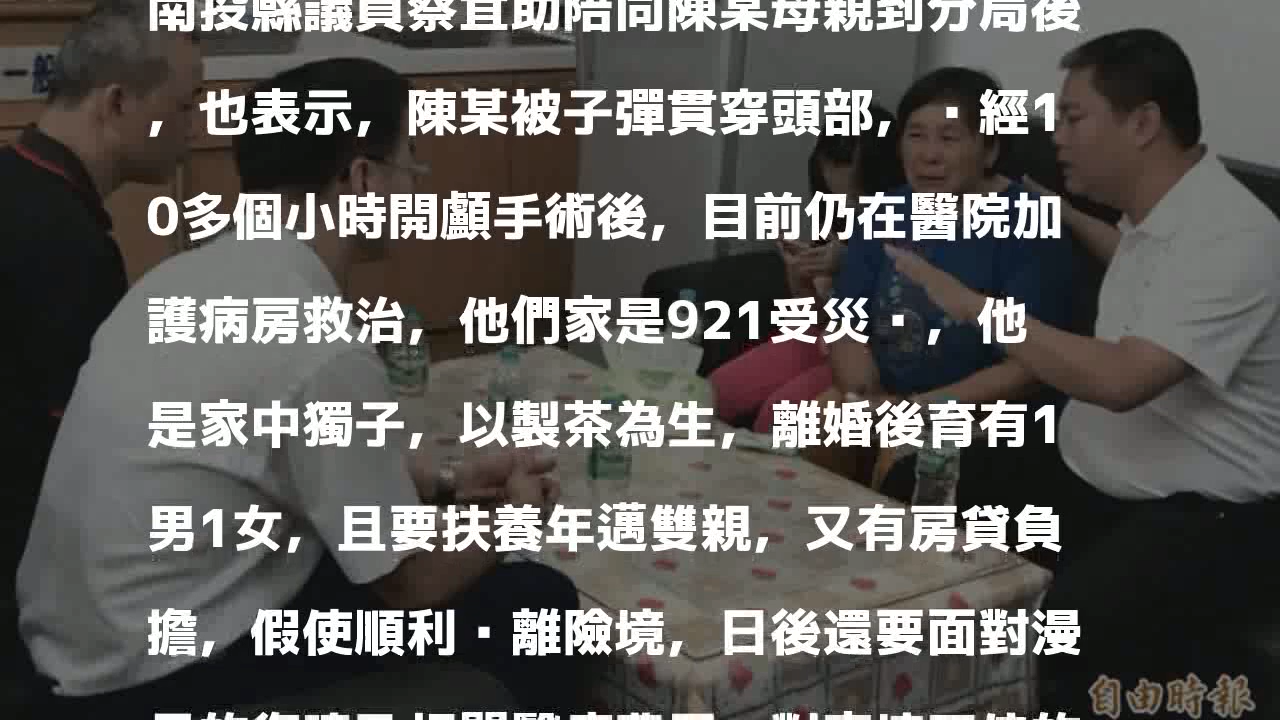 南投縣議員蔡宜助陪同陳某母親到分局後
，也表示，陳某被子彈貫穿頭部，▪經1
0多個小時開顱手術後，目前仍在醫院加
護病房救治，他們家是921受災▪，他
是家中獨子，以製茶為生，離婚後育有1
男1女，且要扶養年邁雙親，又有房貸負
擔，假使順利▪離險境，日後還要面對漫
一般
自由時報